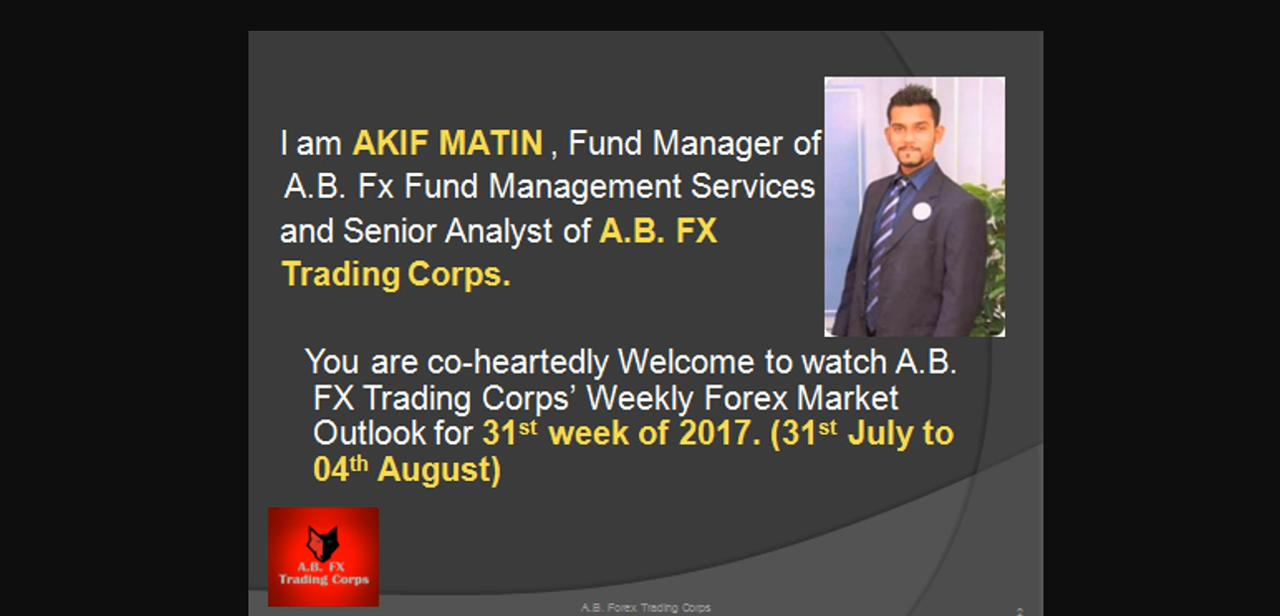 I am AKIF MATIN , Fund Manager of
A.B. Fx Fund Management Services
and Senior Analyst of A.B. FX
Trading Corps.
You are co-heartedly Welcome to watch A.B.
FX Trading Corps’ Weekly Forex Market
Outlook for 31st week of 2017. (31st July to
04th August)
A.B. FX
Trading Corps
A.B. Forex Trading Corps
2